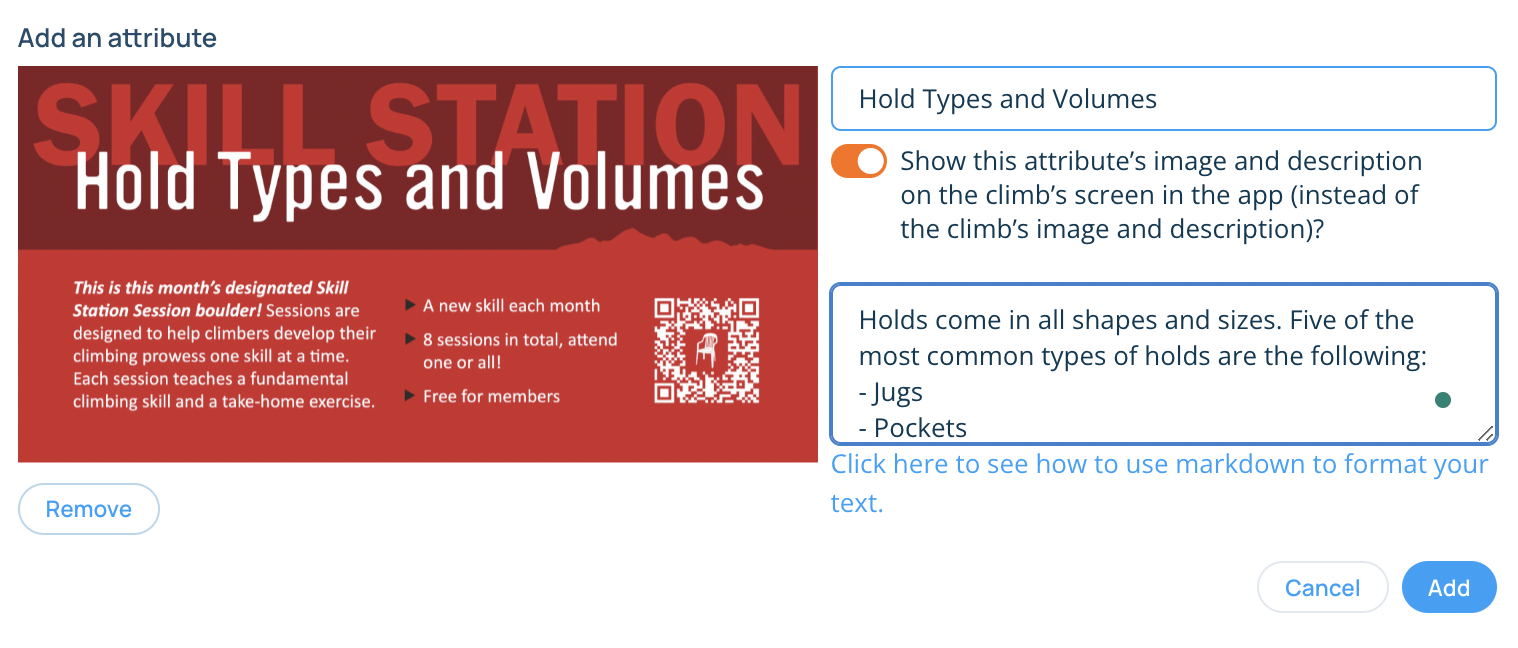 Add an attribute
SKILL STATION
Hold Types and Volumes
This is this month's designated Skill
Station Session boulder! Sessions are
designed to help climbers develop their
climbing prowess one skill at a time.
Each session teaches a fundamental
climbing skill and a take-home exercise.
A new skill each month
8 sessions in total, attend
one or all!
Free for members
Remove
Hold Types and Volumes
Show this attribute’s image and description
on the climb’s screen in the app (instead of
the climb’s image and description)?
Holds come in all shapes and sizes. Five of the
most common types of holds are the following:
- Jugs
- Pockets
Click here to see how to use markdown to format your
text.
Cancel
Add